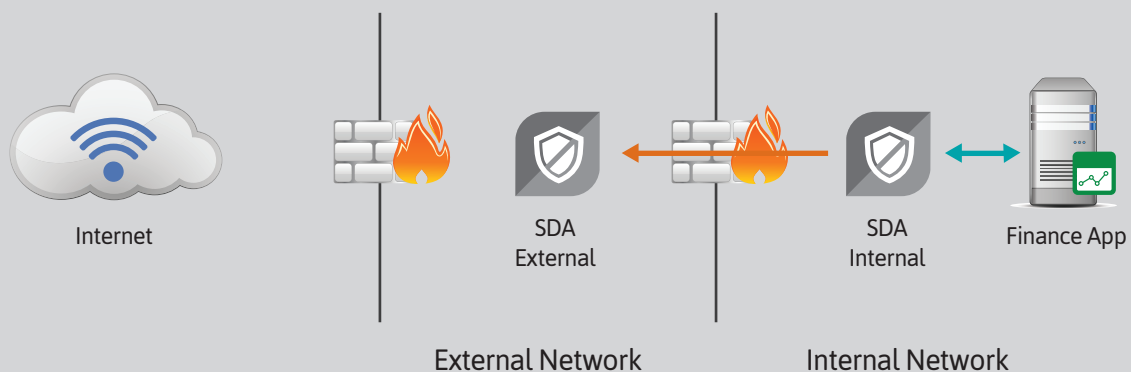 Internet
SDA
External
SDA
Internal
Finance App
External Network
Internal Network